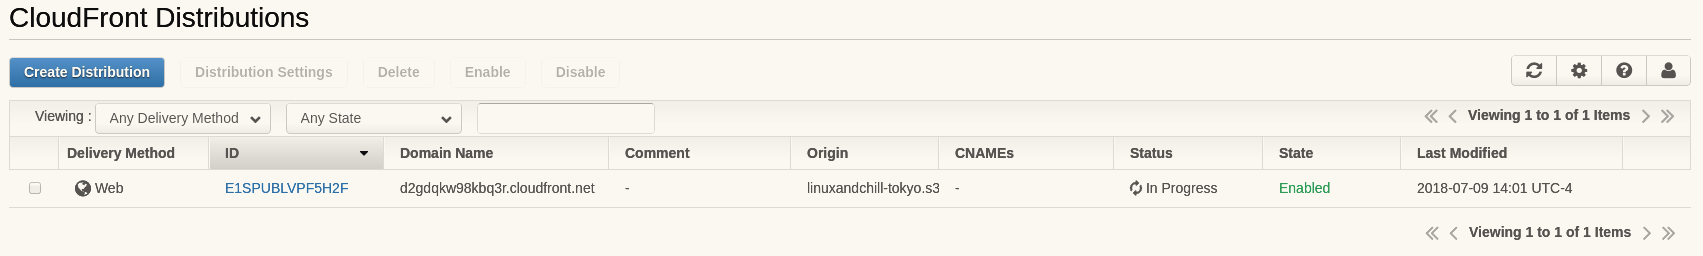 CloudFront Distributions
Create Distribution Distribution Settings Delete Enable Disable
Viewing : Any Delivery Method Any State Viewing 1 to 1 of 1 Items
Delivery Method ID Domain Name Comment Origin CNAMEs Status State Last Modified
Web E1SPUBLVPF5H2F d2gdqkw98kbq3r.cloudfront.net - linuxandchill-tokyo.s3 - In Progress Enabled 2018-07-09 14:01 UTC-4
Viewing 1 to 1 of 1 Items